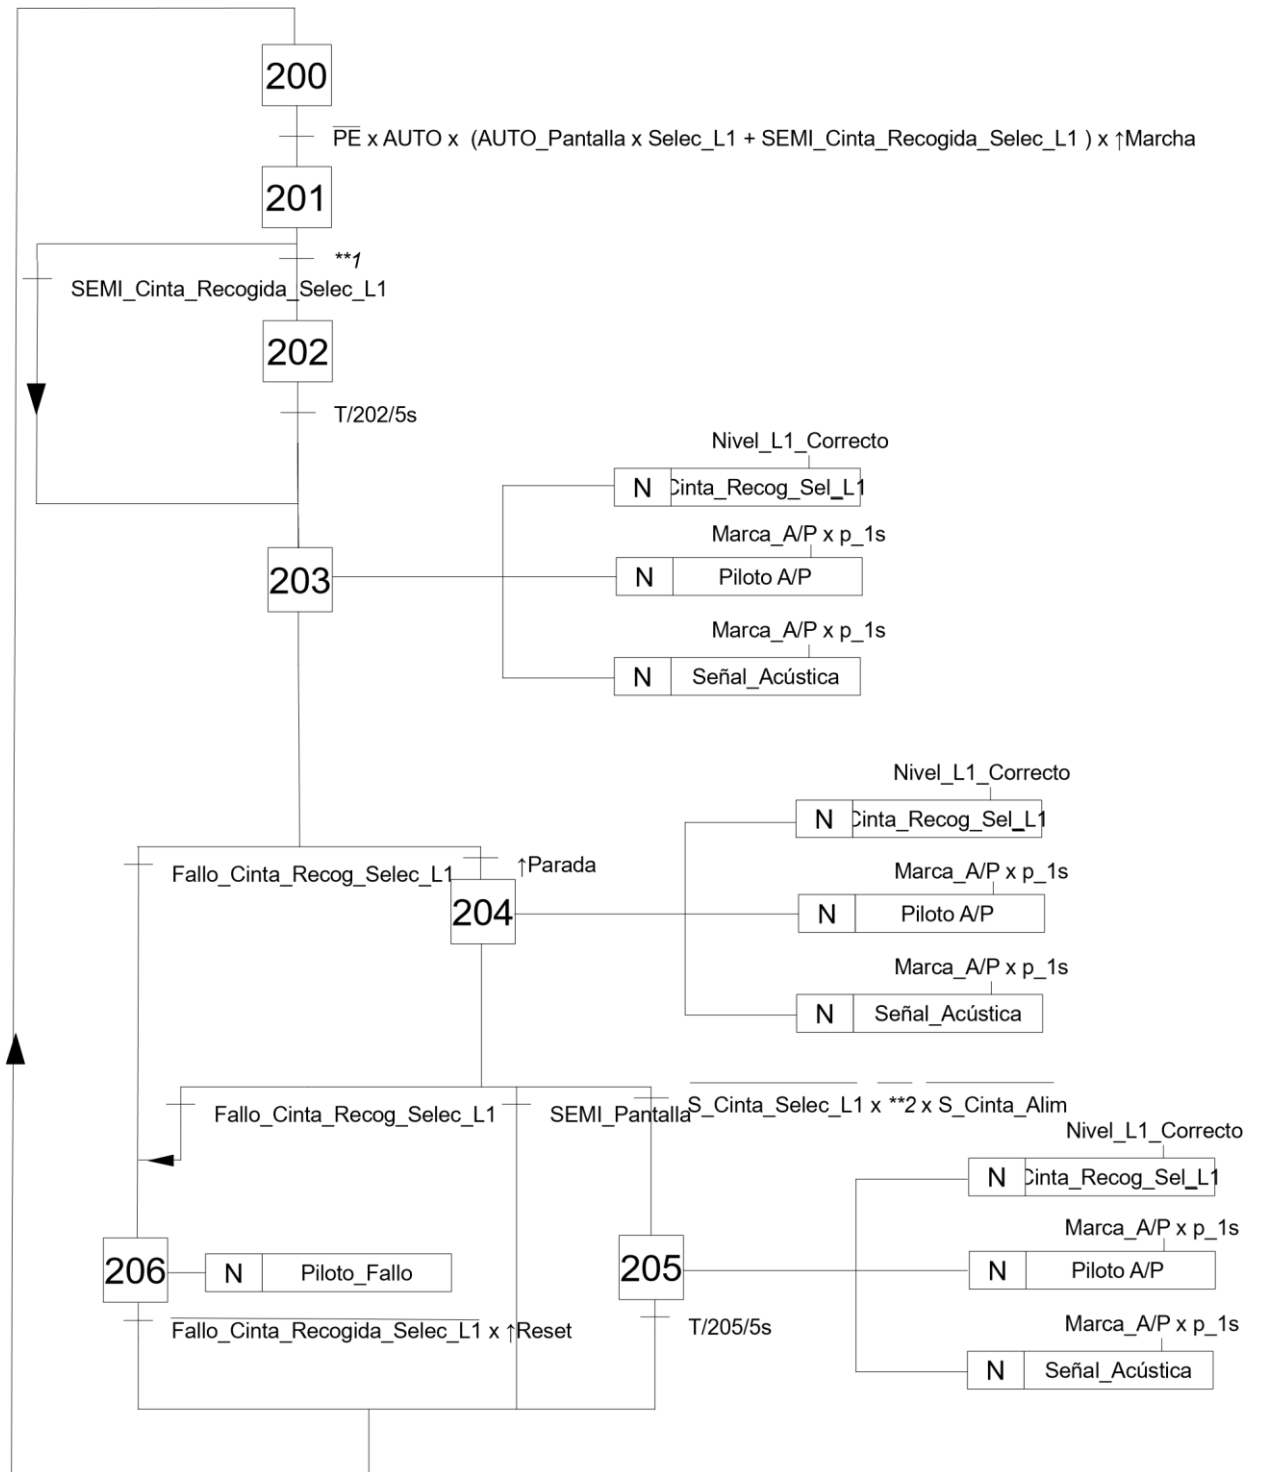 200
PE x AUTO x (AUTO_Pantalla x Selec_L1 + SEMI_Cinta_Recogida_Selec_L1 ) x ↑Marcha
201
**1
SEMI_Cinta_Recogida_Selec_L1
202
T/202/5s
Nivel_L1_Correcto
N Cinta_Recog_Sel_L1
Marca_A/P x p_1s
203
N Piloto A/P
Marca_A/P x p_1s
N Señal_Acústica
Nivel_L1_Correcto
N Cinta_Recog_Sel_L1
Fallo_Cinta_Recog_Selec_L1
↑Parada
Marca_A/P x p_1s
204
N Piloto A/P
Marca_A/P x p_1s
N Señal_Acústica
Fallo_Cinta_Recog_Selec_L1
SEMI_Pantalla
S_Cinta_Selec_L1 x **2 x S_Cinta_Alim
Nivel_L1_Correcto
N Cinta_Recog_Sel_L1
Marca_A/P x p_1s
206
N Piloto_Fallo
205
N Piloto A/P
Fallo_Cinta_Recogida_Selec_L1 x ↑Reset
T/205/5s
Marca_A/P x p_1s
N Señal_Acústica